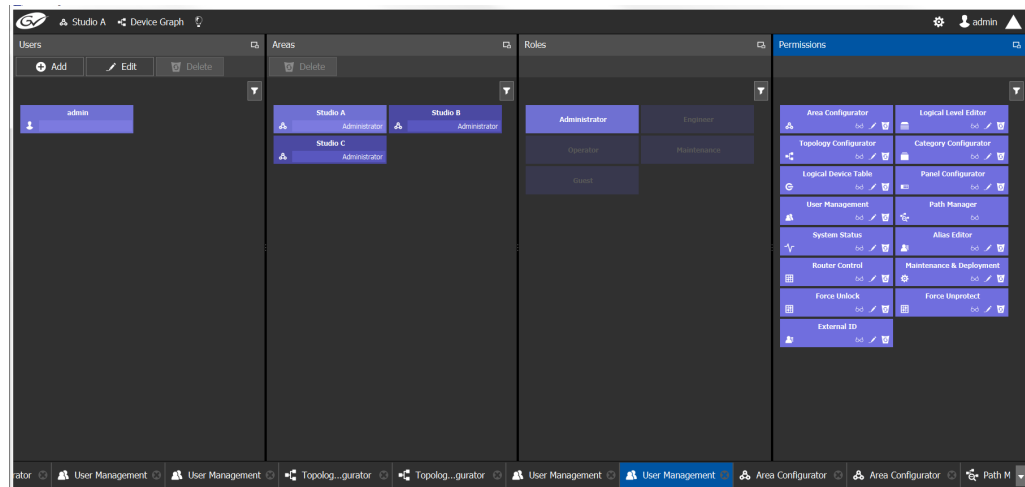 Studio A
Device Graph
admin
Users
Areas
Roles
Permissions
Add
Edit
Delete
Delete
admin
Studio A
Administrator
Studio B
Administrator
Studio C
Administrator
Administrator
Engineer
Operator
Maintenance
Guest
Area Configurator
Logical Level Editor
Topology Configurator
Category Configurator
Logical Device Table
Panel Configurator
User Management
Path Manager
System Status
Alias Editor
Router Control
Maintenance & Deployment
Force Unlock
Force Unprotect
External ID
rator
User Management
User Management
Topolog...gurator
Topolog...gurator
User Management
User Management
Area Configurator
Area Configurator
Path M